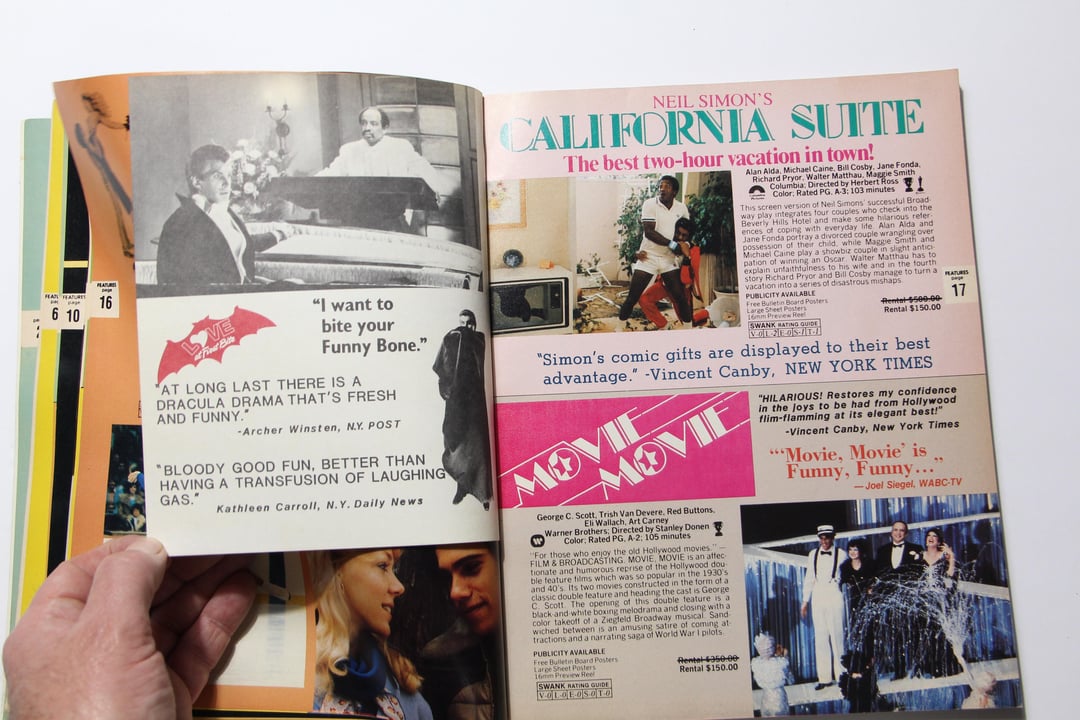 FEATURES
page
6
FEATURES
page
10
FEATURES
page
16
"I want to
bite your
Funny Bone."
LOVE
at First Bite
"AT LONG LAST THERE IS A
DRACULA DRAMA THAT'S FRESH
AND FUNNY."
-Archer Winsten, N.Y. POST
"BLOODY GOOD FUN, BETTER THAN
HAVING A TRANSFUSION OF LAUGHING
GAS."
Kathleen Carroll, N.Y. Daily News
NEIL SIMON'S
CALIFORNIA SUITE
The best two-hour vacation in town!
Alan Alda, Michael Caine, Bill Cosby, Jane Fonda,
Richard Pryor, Walter Matthau, Maggie Smith
Columbia; Directed by Herbert Ross
Color; Rated PG, A-3; 103 minutes
This screen version of Neil Simons' successful Broad-
way play integrates four couples who check into the
Beverly Hills Hotel and make some hilarious refer-
ences of coping with everyday life. Alan Alda and
Jane Fonda portray a divorced couple wrangling over
possession of their child, while Maggie Smith and
Michael Caine play a showbiz couple in slight antici-
pation of winning an Oscar. Walter Matthau has to
explain unfaithfulness to his wife and in the fourth
story Richard Pryor and Bill Cosby manage to turn a
vacation into a series of disastrous mishaps.
PUBLICITY AVAILABLE
Free Bulletin Board Posters
Large Sheet Posters
16mm Preview Reel
Rental $500.00
Rental $150.00
SWANK RATING GUIDE
FEATURES
page
17
"Simon's comic gifts are displayed to their best
advantage." -Vincent Canby, NEW YORK TIMES
MOVIE
MOVIE
"HILARIOUS! Restores my confidence
in the joys to be had from Hollywood
flim-flamming at its elegant best!"
-Vincent Canby, New York Times
"'Movie, Movie' is
Funny, Funny..."
— Joel Siegel, WABC-TV
George C. Scott, Trish Van Devere, Red Buttons,
Eli Wallach, Art Carney
Warner Brothers; Directed by Stanley Donen
Color; Rated PG, A-2; 105 minutes
"For those who enjoy the old Hollywood movies." —
FILM & BROADCASTING. MOVIE, MOVIE is an affec-
tionate and humorous reprise of the Hollywood dou-
ble feature films which was so popular in the 1930's
and 40's. Its two movies constructed in the form of a
classic double feature and heading the cast is George
C. Scott. The opening of this double feature is a
black-and-white boxing melodrama and closing with a
color takeoff of a Ziegfeld Broadway musical. Sand-
wiched between is an amusing satire of coming at-
tractions and a narrating saga of World War I pilots.
PUBLICITY AVAILABLE
Free Bulletin Board Posters
Large Sheet Posters
16mm Preview Reel
Rental $350.00
Rental $150.00
SWANK RATING GUIDE